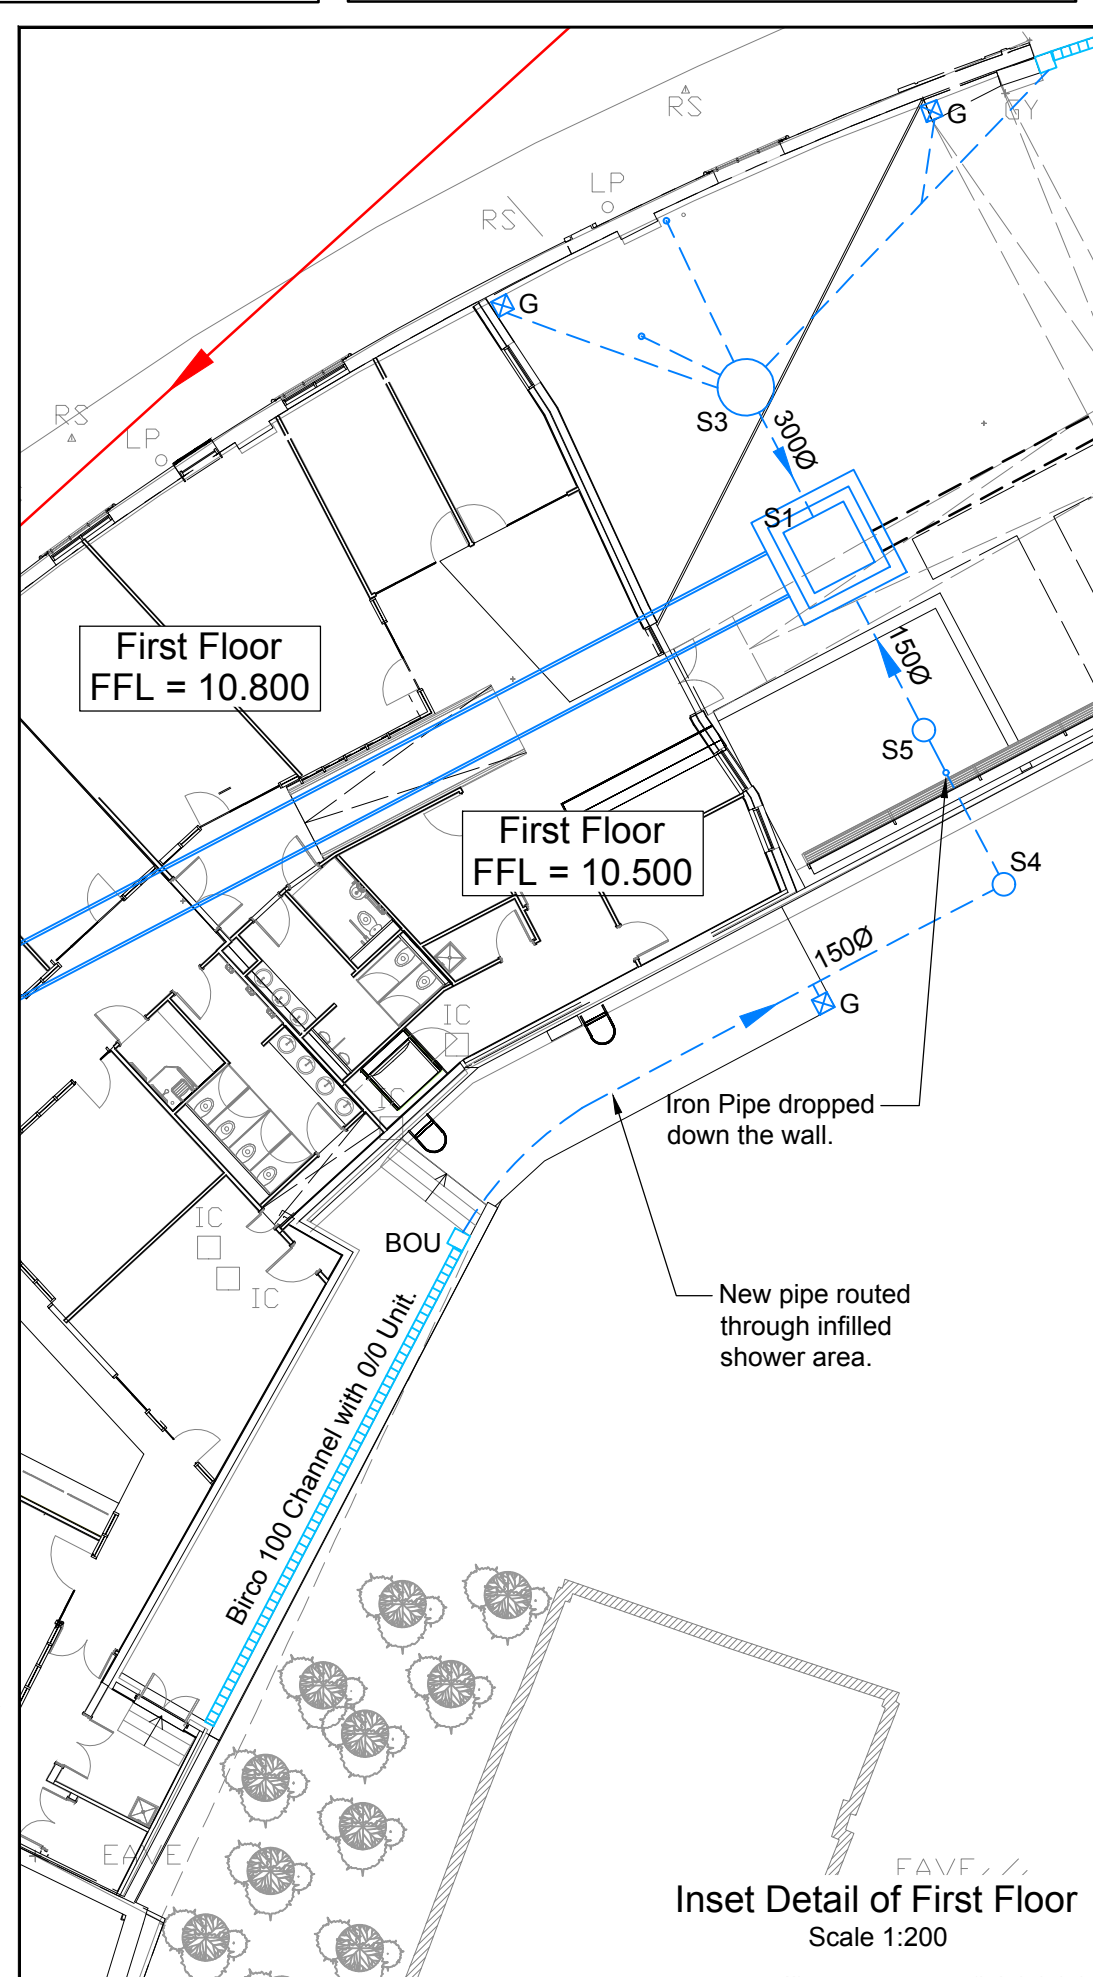 RS
GY
G
LP
RS
G
RS
LP
S3
300Ø
S1
First Floor
FFL = 10.800
150Ø
S5
First Floor
FFL = 10.500
S4
150Ø
G
IC
IC
Iron Pipe dropped
down the wall.
IC
BOU
IC
New pipe routed
through infilled
shower area.
Birco 100 Channel with 0/0 Unit.
EAVE
EAVE
Inset Detail of First Floor
Scale 1:200